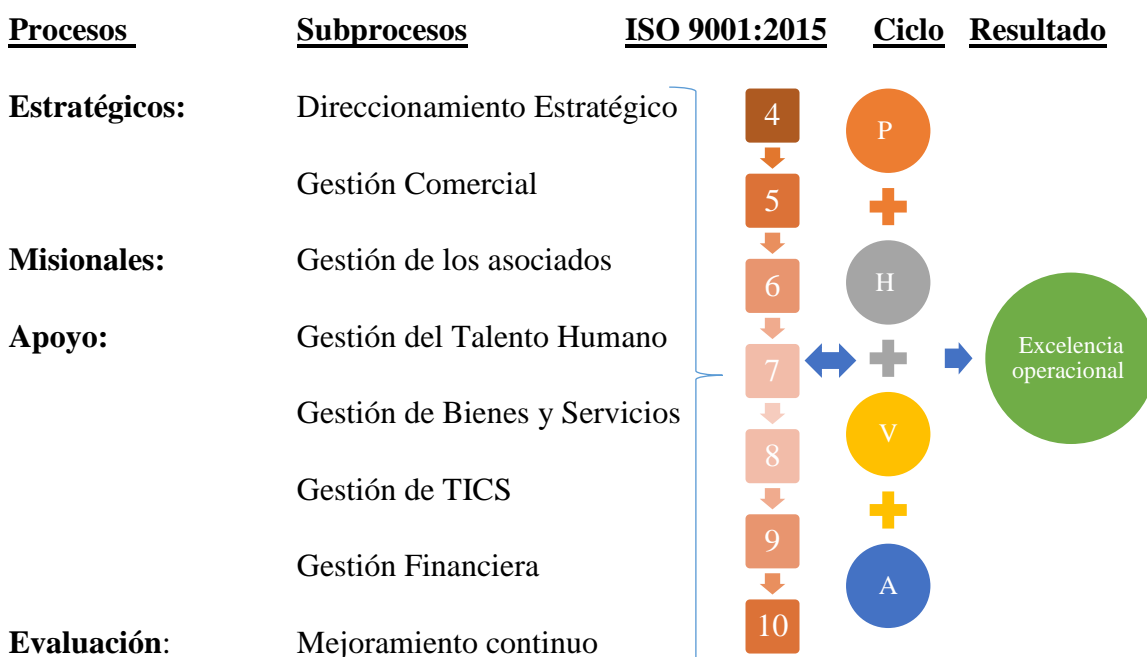 Procesos Subprocesos ISO 9001:2015 Ciclo Resultado
Estratégicos: Direccionamiento Estratégico
Gestión Comercial
Misionales: Gestión de los asociados
Apoyo: Gestión del Talento Humano
Gestión de Bienes y Servicios
Gestión de TICS
Gestión Financiera
Evaluación: Mejoramiento continuo
4
5
6
7
8
9
10
P
H
V
A
Excelencia
operacional